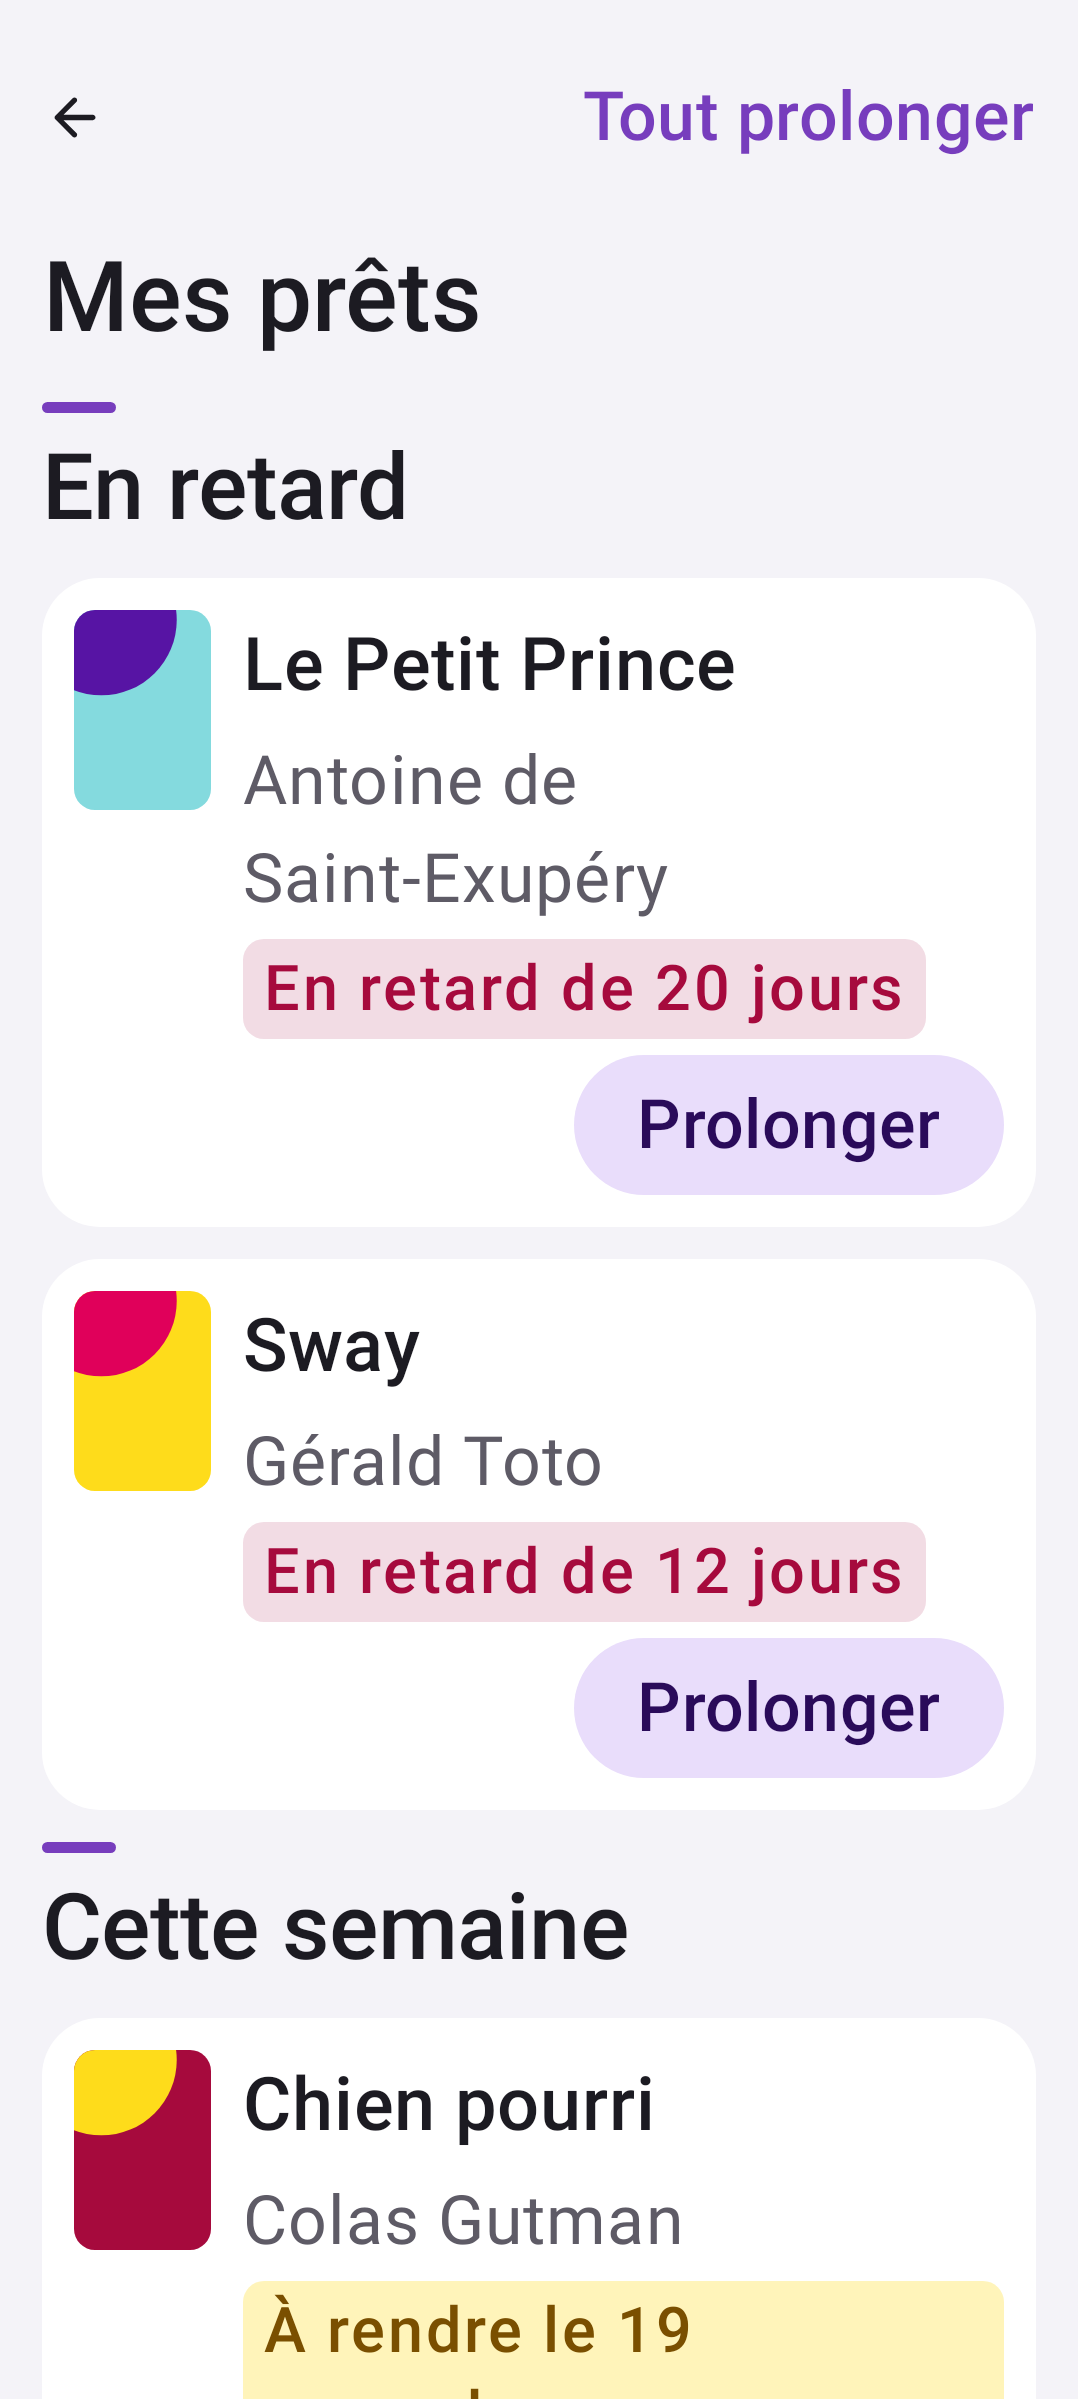 Tout prolonger
Mes prêts
En retard
Le Petit Prince
Antoine de
Saint-Exupéry
En retard de 20 jours
Prolonger
Sway
Gérald Toto
En retard de 12 jours
Prolonger
Cette semaine
Chien pourri
Colas Gutman
À rendre le 19